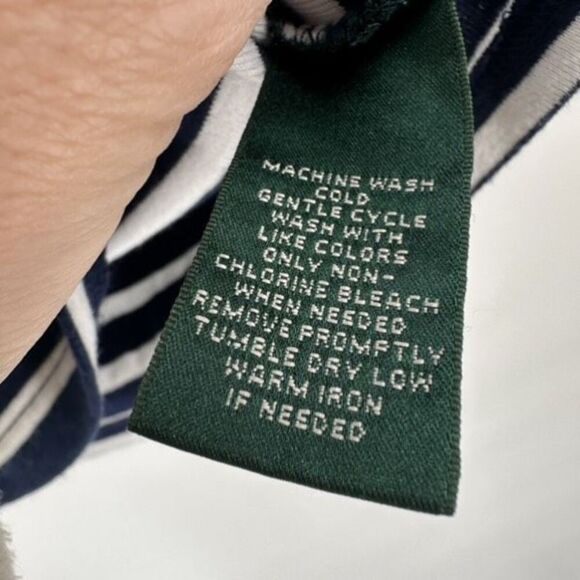 MACHINE WASH
COLD
GENTLE CYCLE
WASH WITH
LIKE COLORS
ONLY NON-
CHLORINE BLEACH
WHEN NEEDED
REMOVE PROMPTLY
TUMBLE DRY LOW
WARM IRON
IF NEEDED